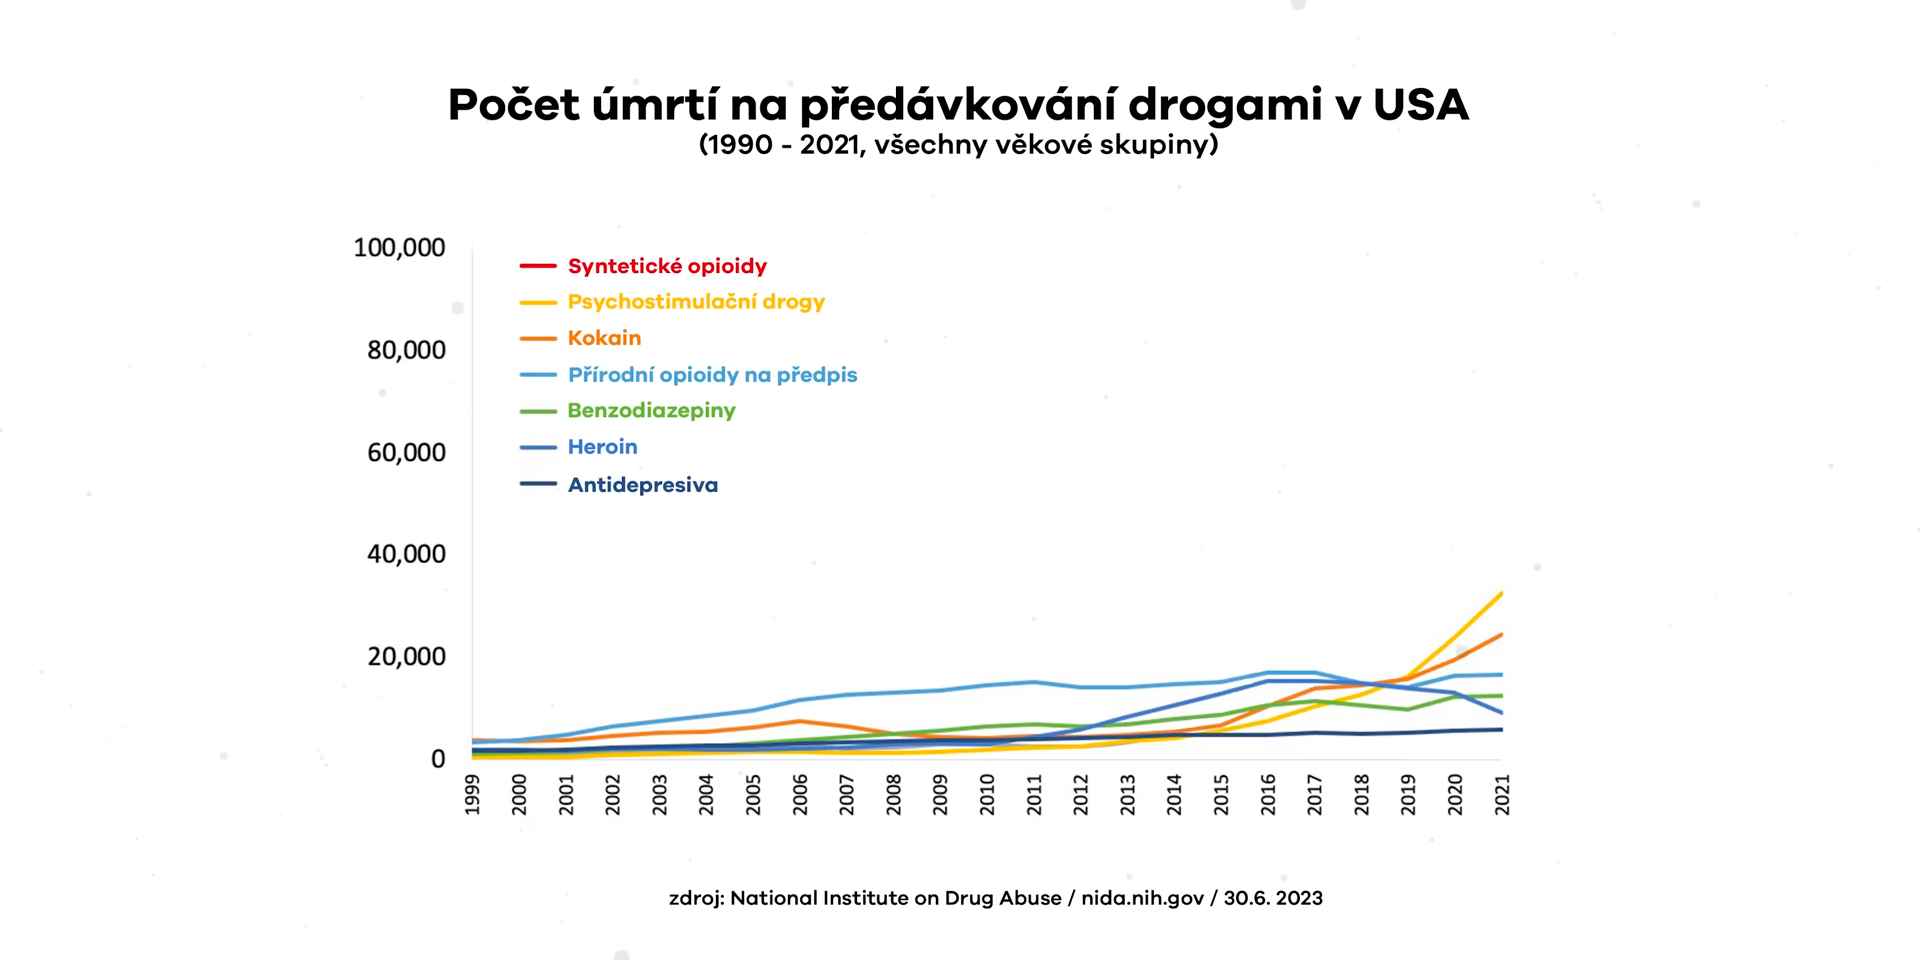 Počet úmrtí na předávkování drogami v USA
(1990 - 2021, všechny věkové skupiny)
100,000
80,000
60,000
40,000
20,000
0
Syntetické opioidy
Psychostimulační drogy
Kokain
Přírodní opioidy na předpis
Benzodiazepiny
Heroin
Antidepresiva
1999 2000 2001 2002 2003 2004 2005 2006 2007 2008 2009 2010 2011 2012 2013 2014 2015 2016 2017 2018 2019 2020 2021
zdroj: National Institute on Drug Abuse / nida.nih.gov / 30.6. 2023